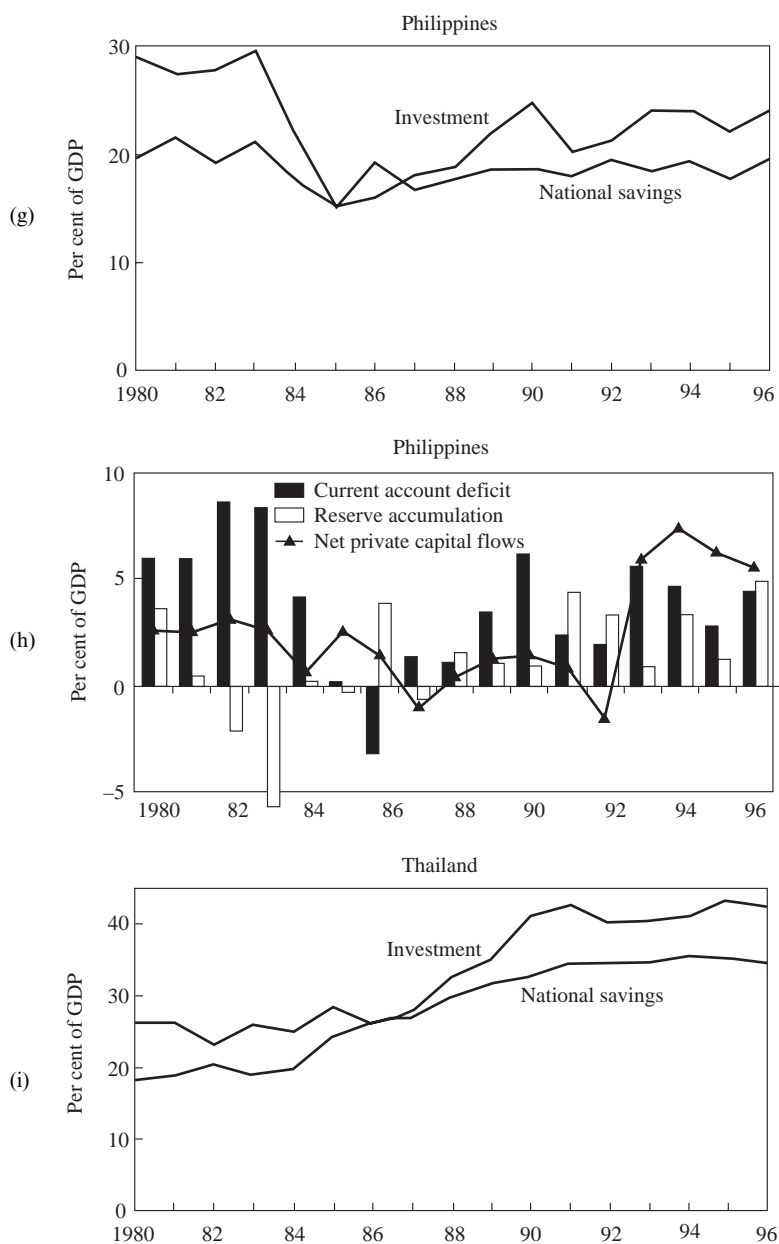 Philippines
30
Investment
20
National savings
(g)
Per cent of GDP
10
0
1980 82 84 86 88 90 92 94 96
Philippines
10
Current account deficit
Reserve accumulation
Net private capital flows
5
(h)
Per cent of GDP
0
–5
1980 82 84 86 88 90 92 94 96
Thailand
40
Investment
30
National savings
(i)
Per cent of GDP
20
10
0
1980 82 84 86 88 90 92 94 96